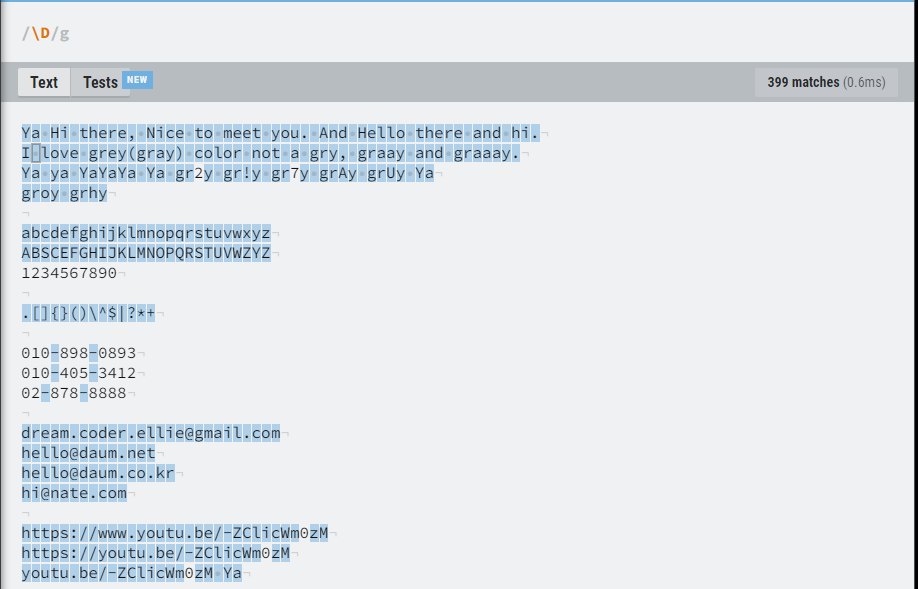 /\D/g
Text Tests NEW 399 matches (0.6ms)
Ya Hi there, Nice to meet you. And Hello there and hi.
I love grey(gray) color not a gry, graay and graaay.
Ya ya YaYaYa Ya gr2y gr!y gr7y grAy grUy Ya
groy grhy
abcdefghijklmnopqrstuvwxyz
ABSCEFGHIJKLMNOPQRSTUVWZYZ
1234567890
.[]{}()\^$|?*+
010-898-0893
010-405-3412
02-878-8888
dream.coder.ellie@gmail.com
hello@daum.net
hello@daum.co.kr
hi@nate.com
https://www.youtu.be/-ZClicWm0zM
https://youtu.be/-ZClicWm0zM
youtu.be/-ZClicWm0zM Ya